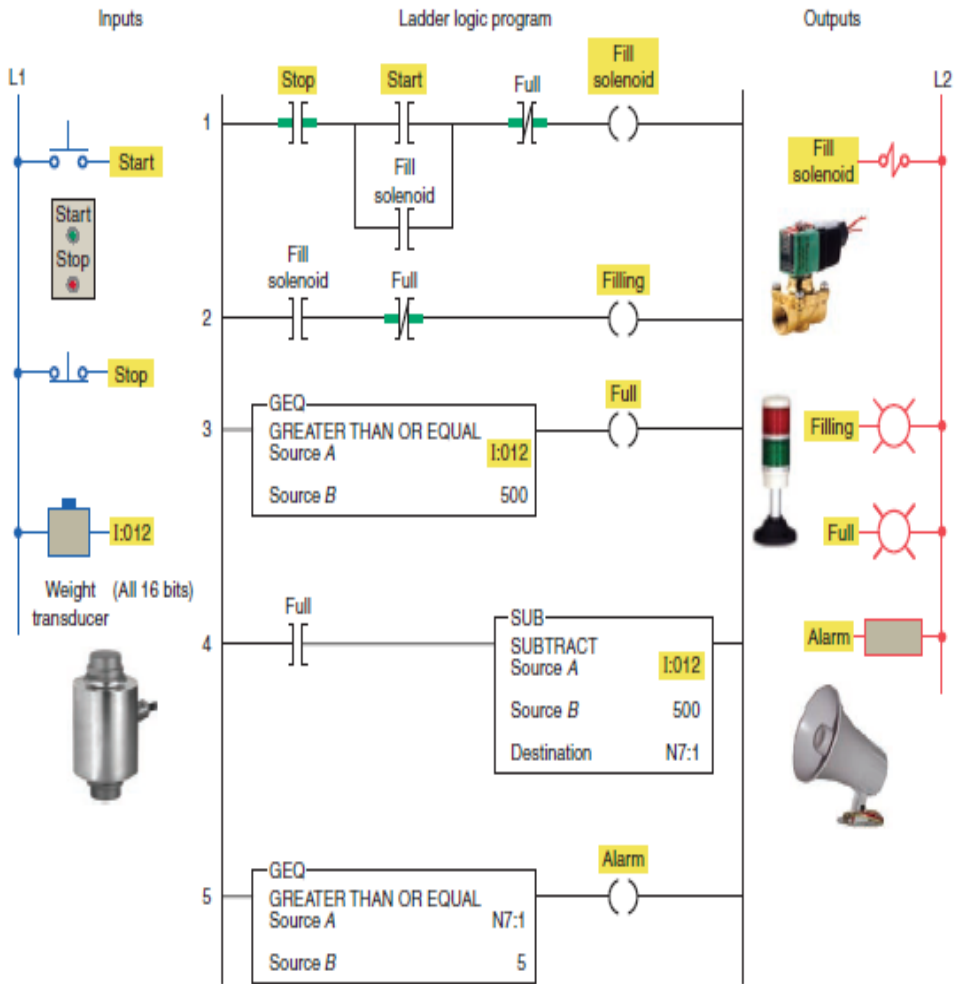 Inputs
Ladder logic program
Outputs
L1
L2
1
Stop
Start
Full
Fill
solenoid
Fill
solenoid
Start
Start
Stop
Fill
solenoid
2
Fill
solenoid
Full
Filling
Stop
3
GEQ
GREATER THAN OR EQUAL
Source A I:012
Source B 500
Full
Filling
I:012
Weight (All 16 bits)
transducer
Full
4
Full
SUB
SUBTRACT
Source A I:012
Source B 500
Destination N7:1
Alarm
5
GEQ
GREATER THAN OR EQUAL
Source A N7:1
Source B 5
Alarm